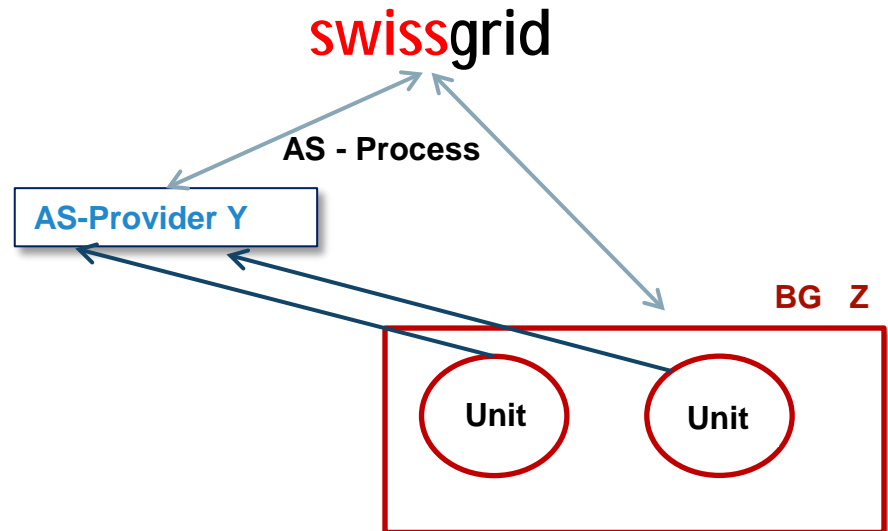 swissgrid
AS - Process
AS-Provider Y
BG Z
Unit
Unit